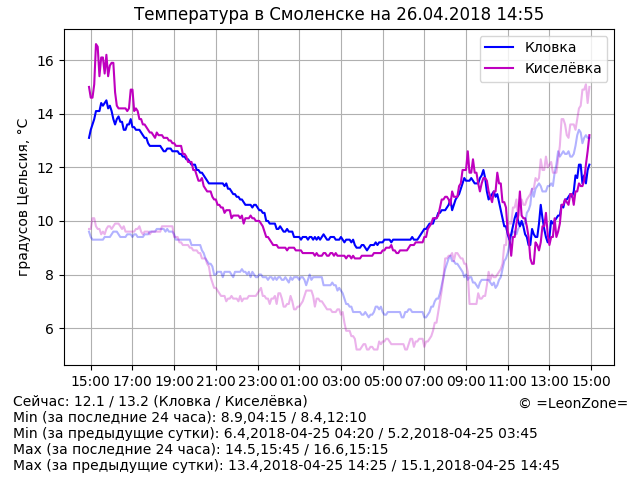 Температура в Смоленске на 26.04.2018 14:55
Кловка
Киселёвка
градусов Цельсия, °C
16
14
12
10
8
6
15:00 17:00 19:00 21:00 23:00 01:00 03:00 05:00 07:00 09:00 11:00 13:00 15:00
Сейчас: 12.1 / 13.2 (Кловка / Киселёвка)
© =LeonZone=
Min (за последние 24 часа): 8.9,04:15 / 8.4,12:10
Min (за предыдущие сутки): 6.4,2018-04-25 04:20 / 5.2,2018-04-25 03:45
Max (за последние 24 часа): 14.5,15:45 / 16.6,15:15
Max (за предыдущие сутки): 13.4,2018-04-25 14:25 / 15.1,2018-04-25 14:45